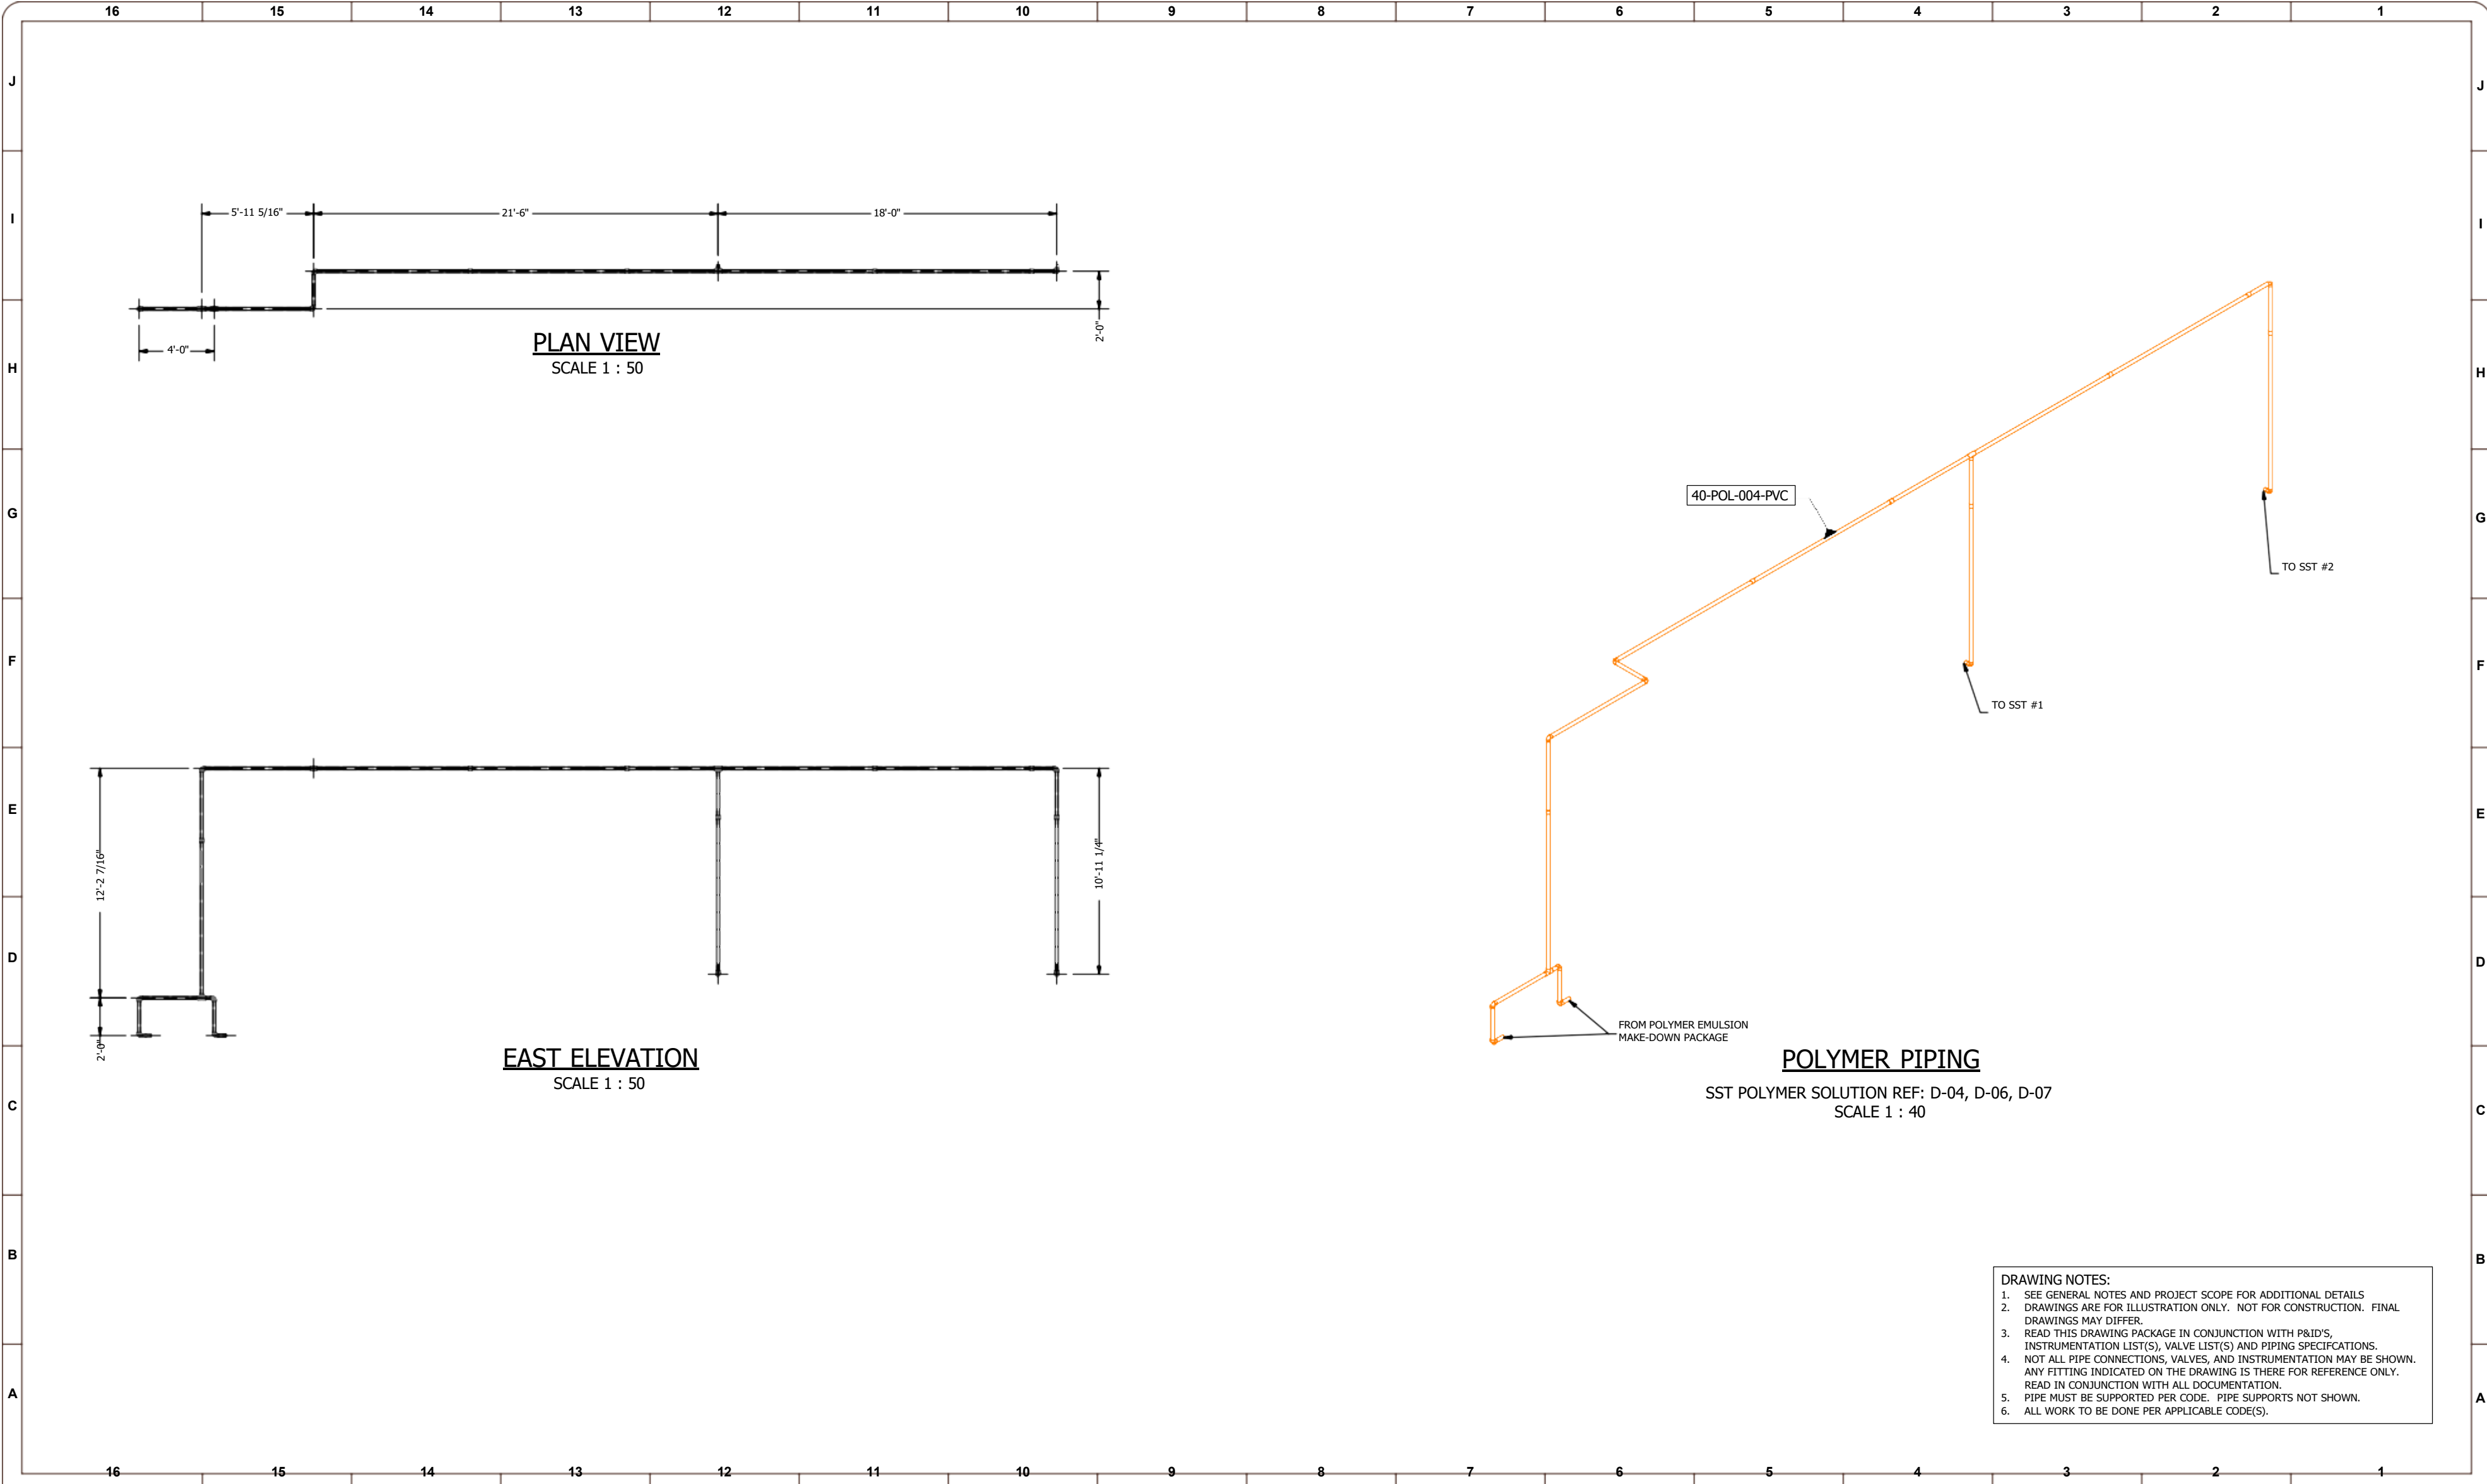 16 15 14 13 12 11 10 9 8 7 6 5 4 3 2 1
J J
I I
H H
G G
F F
E E
D D
C C
B B
A A
5'-11 5/16" 21'-6" 18'-0"
4'-0"
2'-0"
PLAN VIEW
SCALE 1 : 50
12'-2 7/16"
2'-0"
10'-11 1/4"
EAST ELEVATION
SCALE 1 : 50
40-POL-004-PVC
TO SST #2
TO SST #1
FROM POLYMER EMULSION
MAKE-DOWN PACKAGE
POLYMER PIPING
SST POLYMER SOLUTION REF: D-04, D-06, D-07
SCALE 1 : 40
DRAWING NOTES:
1. SEE GENERAL NOTES AND PROJECT SCOPE FOR ADDITIONAL DETAILS
2. DRAWINGS ARE FOR ILLUSTRATION ONLY. NOT FOR CONSTRUCTION. FINAL
DRAWINGS MAY DIFFER.
3. READ THIS DRAWING PACKAGE IN CONJUNCTION WITH P&ID'S,
INSTRUMENTATION LIST(S), VALVE LIST(S) AND PIPING SPECIFCATIONS.
4. NOT ALL PIPE CONNECTIONS, VALVES, AND INSTRUMENTATION MAY BE SHOWN.
ANY FITTING INDICATED ON THE DRAWING IS THERE FOR REFERENCE ONLY.
READ IN CONJUNCTION WITH ALL DOCUMENTATION.
5. PIPE MUST BE SUPPORTED PER CODE. PIPE SUPPORTS NOT SHOWN.
6. ALL WORK TO BE DONE PER APPLICABLE CODE(S).
16 15 14 13 12 11 10 9 8 7 6 5 4 3 2 1